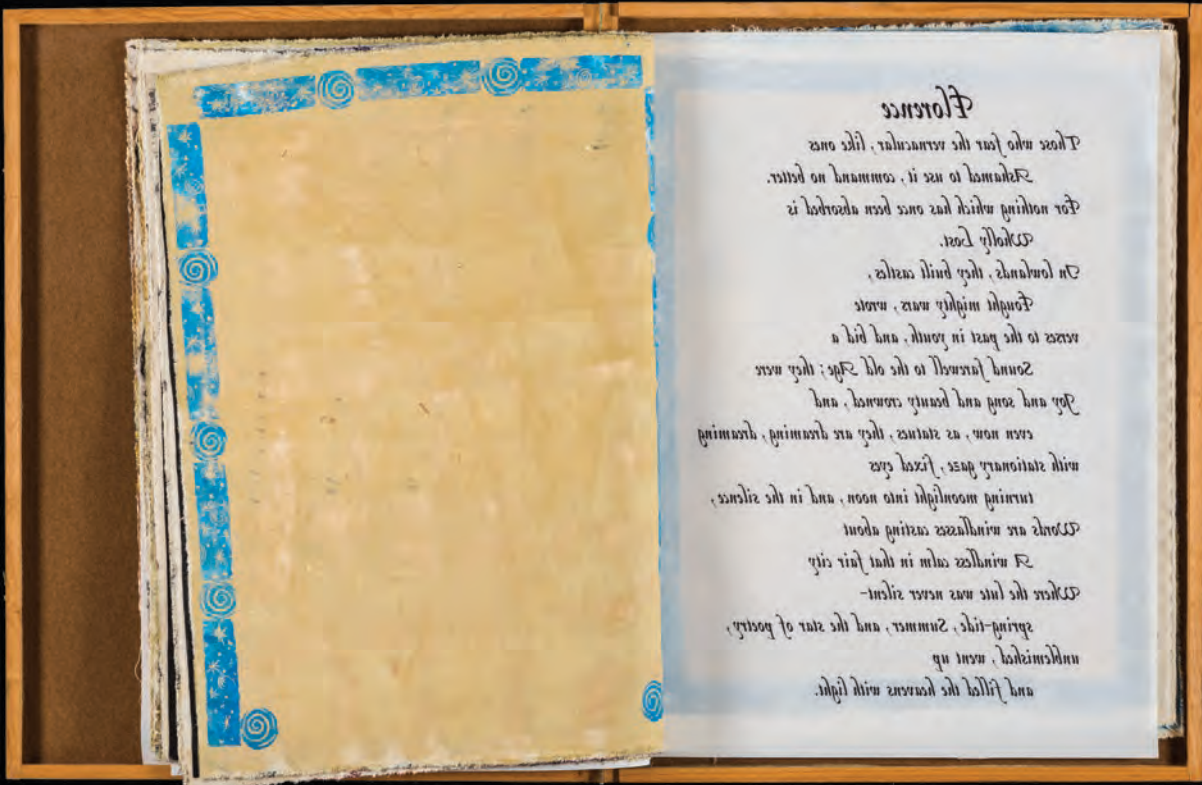 Florence
Those who fear the vernacular, like ones
Ashamed to use it, command no better.
For nothing which has once been absorbed is
Wholly Lost.
In lowlands, they built castles,
Fought mighty wars, wrote
verses to the past in youth, and bid a
Sound farewell to the old Age; they were
Joy and song and beauty crowned, and
even now, as statues, they are dreaming, dreaming
with stationary gaze, fixed eyes
turning moonlight into noon, and in the silence,
Words are windlasses casting about
A windless calm in that fair city
Where the lute was never silent-
spring-tide, Summer, and the star of poetry,
unblemished, went up
and filled the heavens with light.